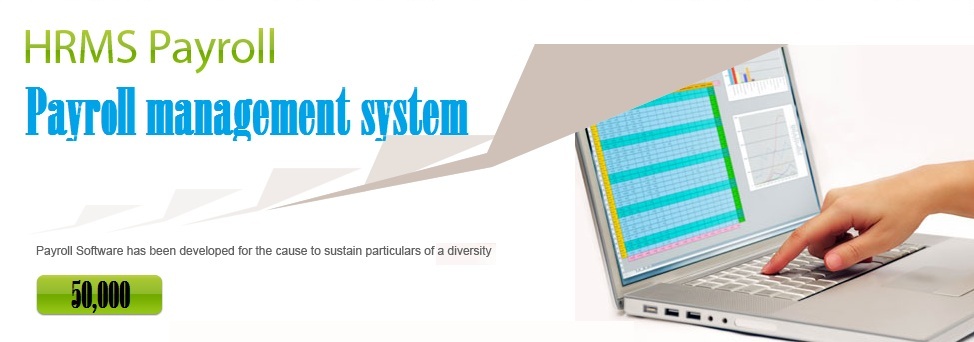 HRMS Payroll
Payroll management system
Payroll Software has been developed for the cause to sustain particulars of a diversity
50,000